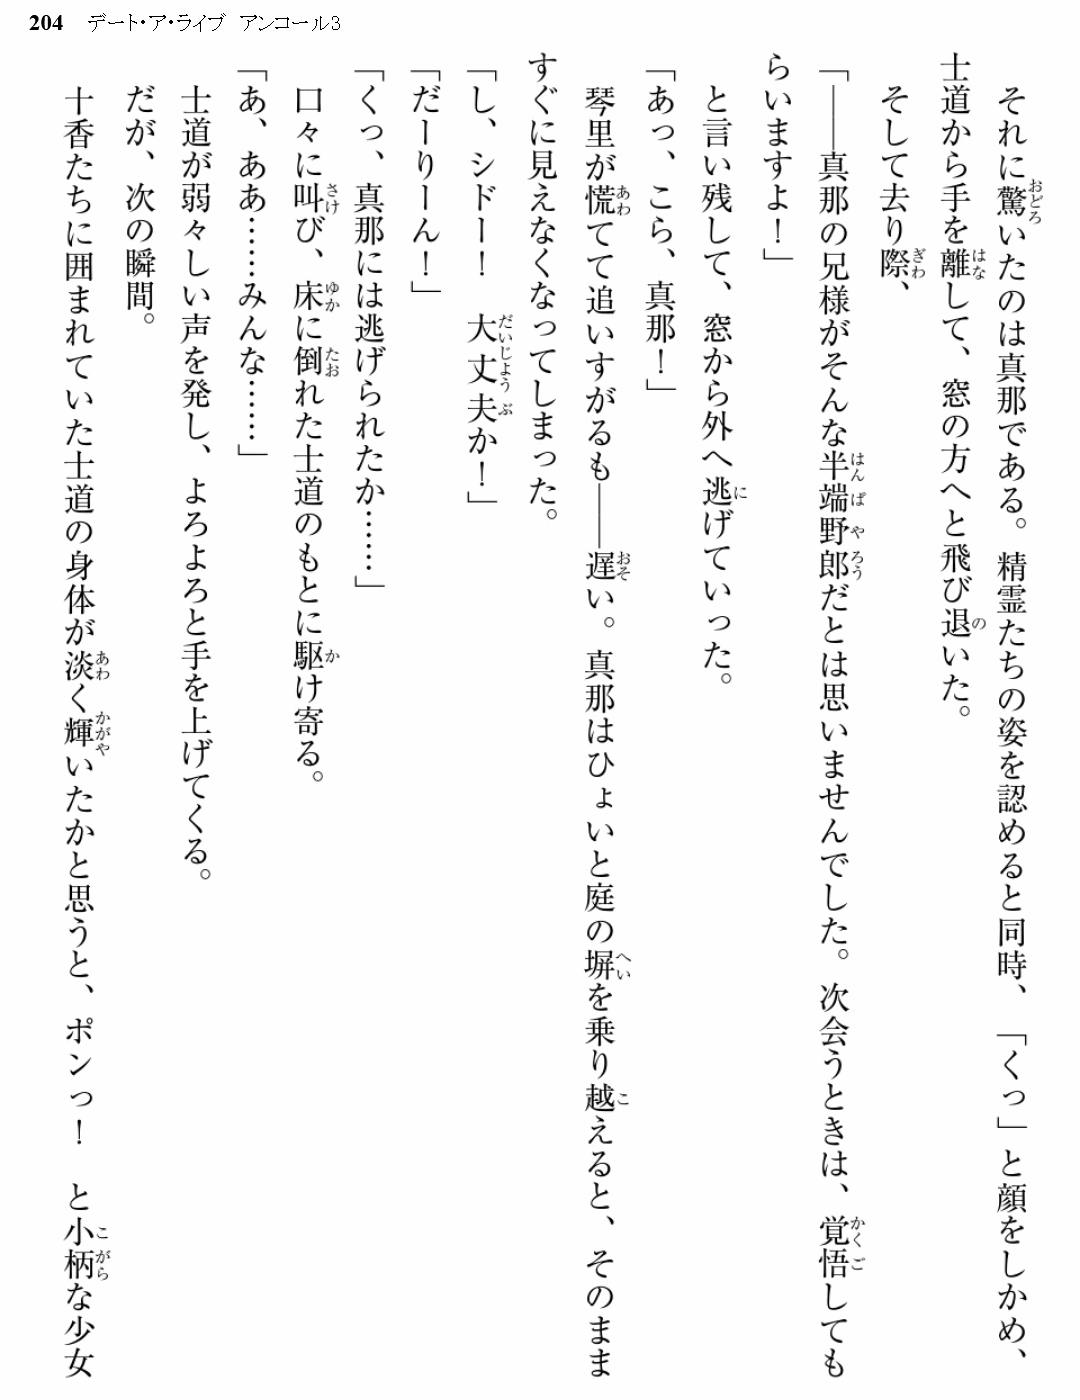 204 デート・ア・ライブ アンコール3
それに驚いたのは真那である。精霊たちの姿を認めると同時、「くっ」と顔をしかめ、
士道から手を離して、窓の方へと飛び退いた。
そして去り際、
「――真那の兄様がそんな半端野郎だとは思いませんでした。次会うときは、覚悟しても
らいますよ！」
と言い残して、窓から外へ逃げていった。
「あっ、こら、真那！」
琴里が慌てて追いすがるも――遅い。真那はひょいと庭の塀を乗り越えると、そのまま
すぐに見えなくなってしまった。
「し、シドー！　大丈夫か！」
「だーりーん！」
「くっ、真那には逃げられたか……」
口々に叫び、床に倒れた士道のもとに駆け寄る。
「あ、ああ……みんな……」
士道が弱々しい声を発し、よろよろと手を上げてくる。
だが、次の瞬間。
十香たちに囲まれていた士道の身体が淡く輝いたかと思うと、ポンっ！　と小柄な少女